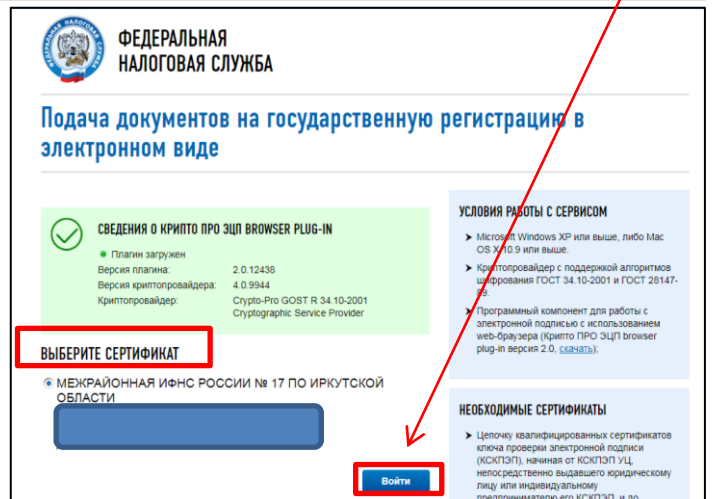 ФЕДЕРАЛЬНАЯ
НАЛОГОВАЯ СЛУЖБА
Подача документов на государственную регистрацию в
электронном виде
СВЕДЕНИЯ О КРИПТО ПРО ЭЦП BROWSER PLUG-IN
Плагин загружен
Версия плагина: 2.0.12438
Версия криптопровайдера: 4.0.9944
Криптопровайдер: Crypto-Pro GOST R 34.10-2001
Cryptographic Service Provider
ВЫБЕРИТЕ СЕРТИФИКАТ
МЕЖРАЙОННАЯ ИФНС РОССИИ № 17 ПО ИРКУТСКОЙ
ОБЛАСТИ
Войти
УСЛОВИЯ РАБОТЫ С СЕРВИСОМ
Microsoft Windows XP или выше, либо Mac
OS X 10.9 или выше.
Криптопровайдер с поддержкой алгоритмов
шифрования ГОСТ 34.10-2001 и ГОСТ 28147-
89.
Программный компонент для работы с
электронной подписью с использованием
web-браузера (Крипто ПРО ЭЦП browser
plug-in версия 2.0, скачать);
НЕОБХОДИМЫЕ СЕРТИФИКАТЫ
Цепочку квалифицированных сертификатов
ключа проверки электронной подписи
(КСКПЭП), начиная от КСКПЭП УЦ,
непосредственно выдавшего юридическому
лицу или индивидуальному
предпринимателю его КСКПЭП, и до